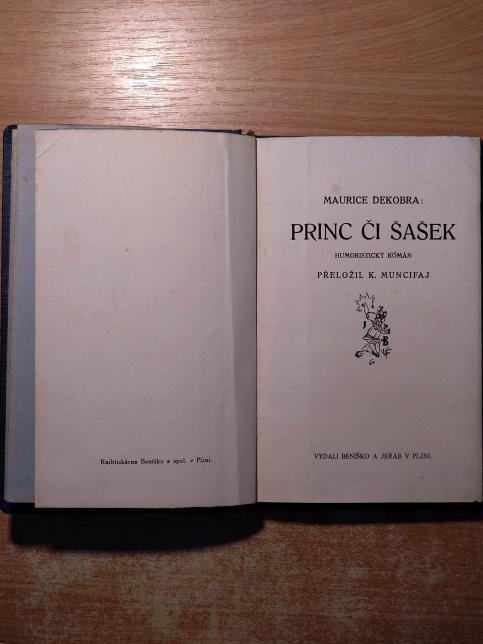 Knihtiskárna Beníško a spol. v Plzni.
MAURICE DEKOBRA:
PRINC ČI ŠAŠEK
HUMORISTICKÝ ROMÁN
PŘELOŽIL K. MUNCIFAJ
J
B
VYDALI BENÍŠKO A JEŘÁB V PLZNI.